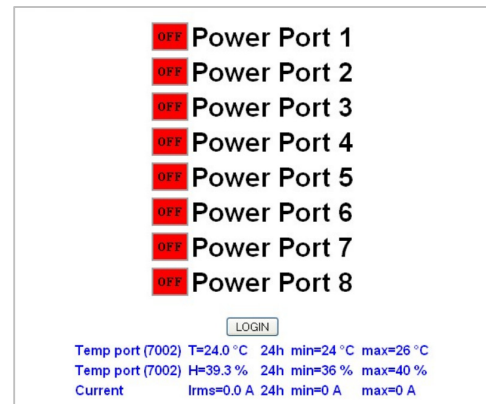 OFF Power Port 1
OFF Power Port 2
OFF Power Port 3
OFF Power Port 4
OFF Power Port 5
OFF Power Port 6
OFF Power Port 7
OFF Power Port 8
LOGIN
Temp port (7002) T=24.0 °C 24h min=24 °C max=26 °C
Temp port (7002) H=39.3 % 24h min=36 % max=40 %
Current Irms=0.0 A 24h min=0 A max=0 A